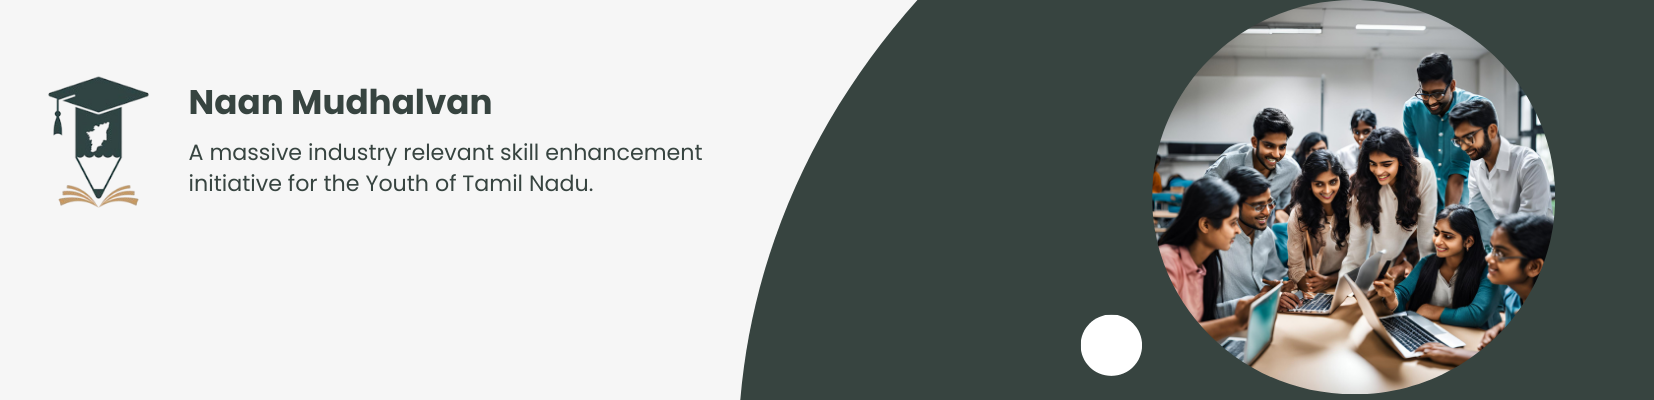 Naan Mudhalvan
A massive industry relevant skill enhancement
initiative for the Youth of Tamil Nadu.